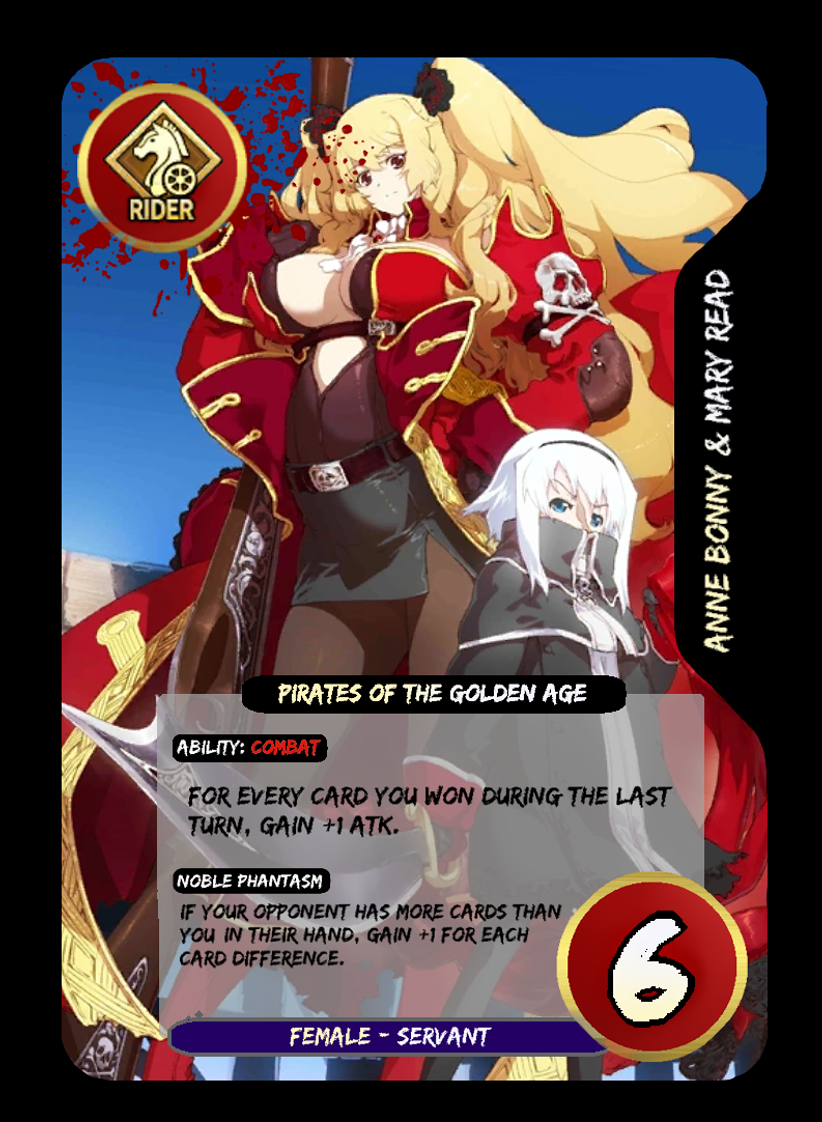 RIDER
ANNE BONNY & MARY READ
PIRATES OF THE GOLDEN AGE
ABILITY: COMBAT
FOR EVERY CARD YOU WON DURING THE LAST
TURN, GAIN +1 ATK.
NOBLE PHANTASM
IF YOUR OPPONENT HAS MORE CARDS THAN
YOU IN THEIR HAND, GAIN +1 FOR EACH
CARD DIFFERENCE.
6
FEMALE - SERVANT